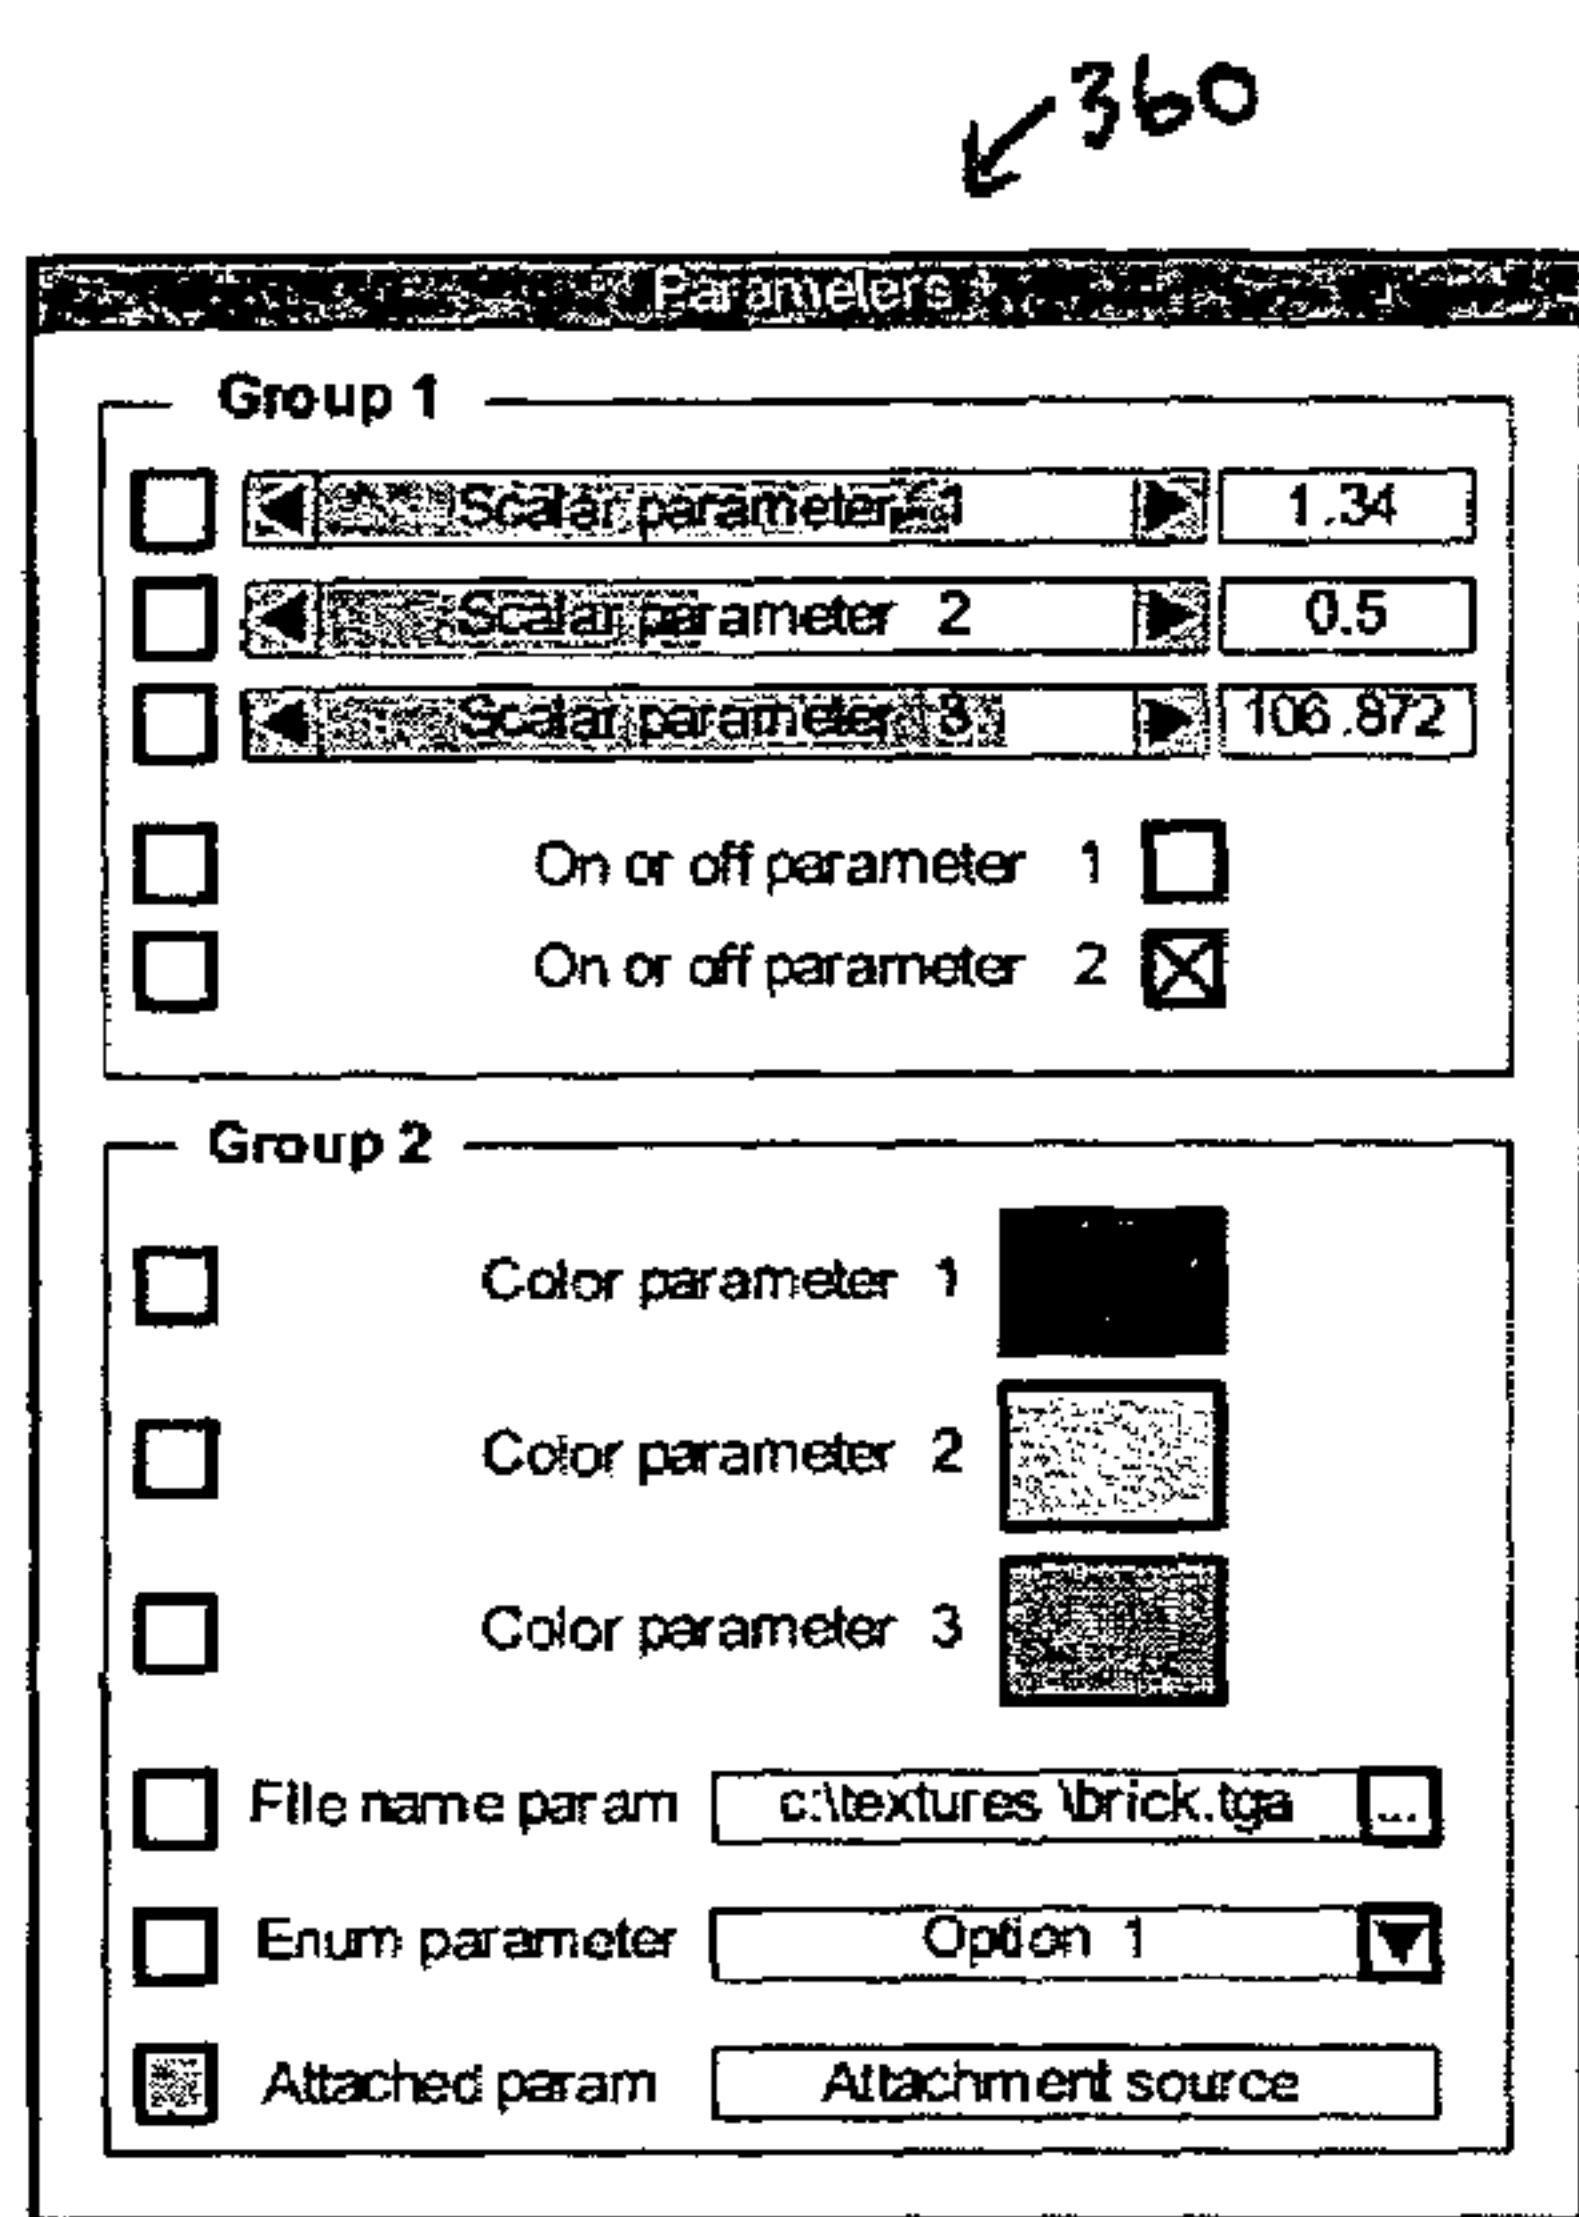 360
Parameters
Group 1
Scalar parameter 1 1.34
Scalar parameter 2 0.5
Scalar parameter 3 106.872
On or off parameter 1
On or off parameter 2
Group 2
Color parameter 1
Color parameter 2
Color parameter 3
File name param c:\textures \brick.tga ...
Enum parameter Option 1
Attached param Attachment source